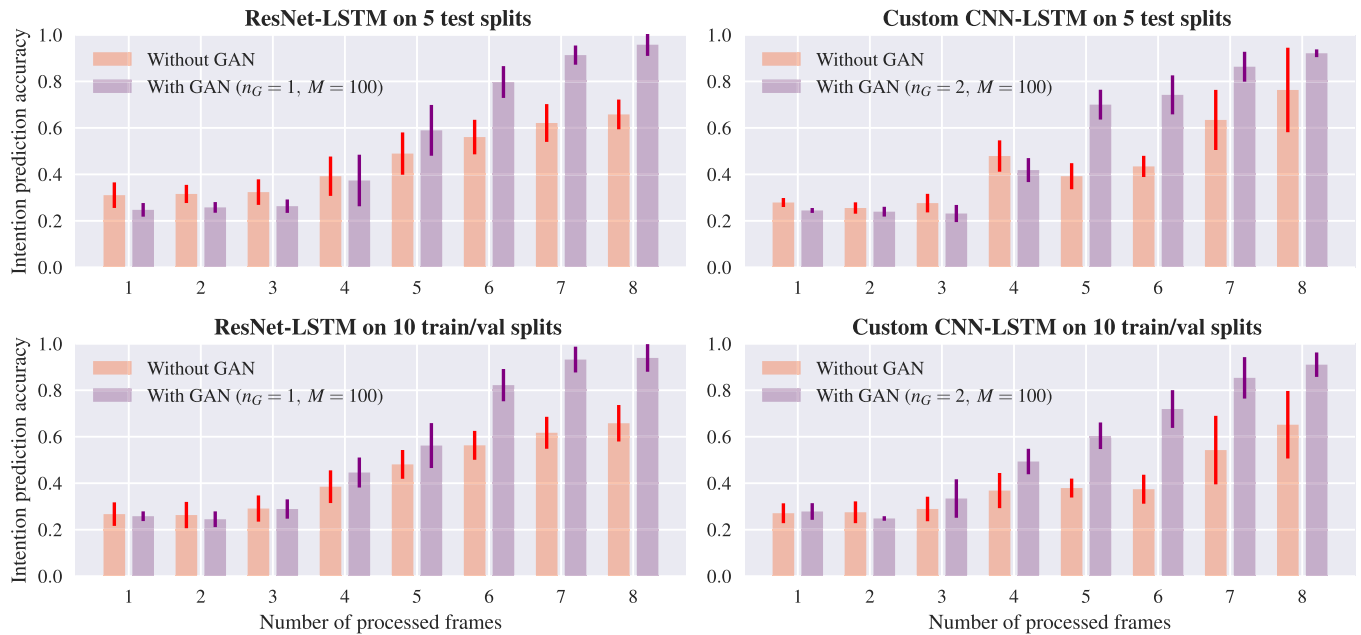 ResNet-LSTM on 5 test splits
Intention prediction accuracy
1.0
0.8
0.6
0.4
0.2
0.0
Without GAN
With GAN (n_G = 1, M = 100)
1 2 3 4 5 6 7 8
Custom CNN-LSTM on 5 test splits
1.0
0.8
0.6
0.4
0.2
0.0
Without GAN
With GAN (n_G = 2, M = 100)
1 2 3 4 5 6 7 8
ResNet-LSTM on 10 train/val splits
Intention prediction accuracy
1.0
0.8
0.6
0.4
0.2
0.0
Without GAN
With GAN (n_G = 1, M = 100)
1 2 3 4 5 6 7 8
Number of processed frames
Custom CNN-LSTM on 10 train/val splits
1.0
0.8
0.6
0.4
0.2
0.0
Without GAN
With GAN (n_G = 2, M = 100)
1 2 3 4 5 6 7 8
Number of processed frames